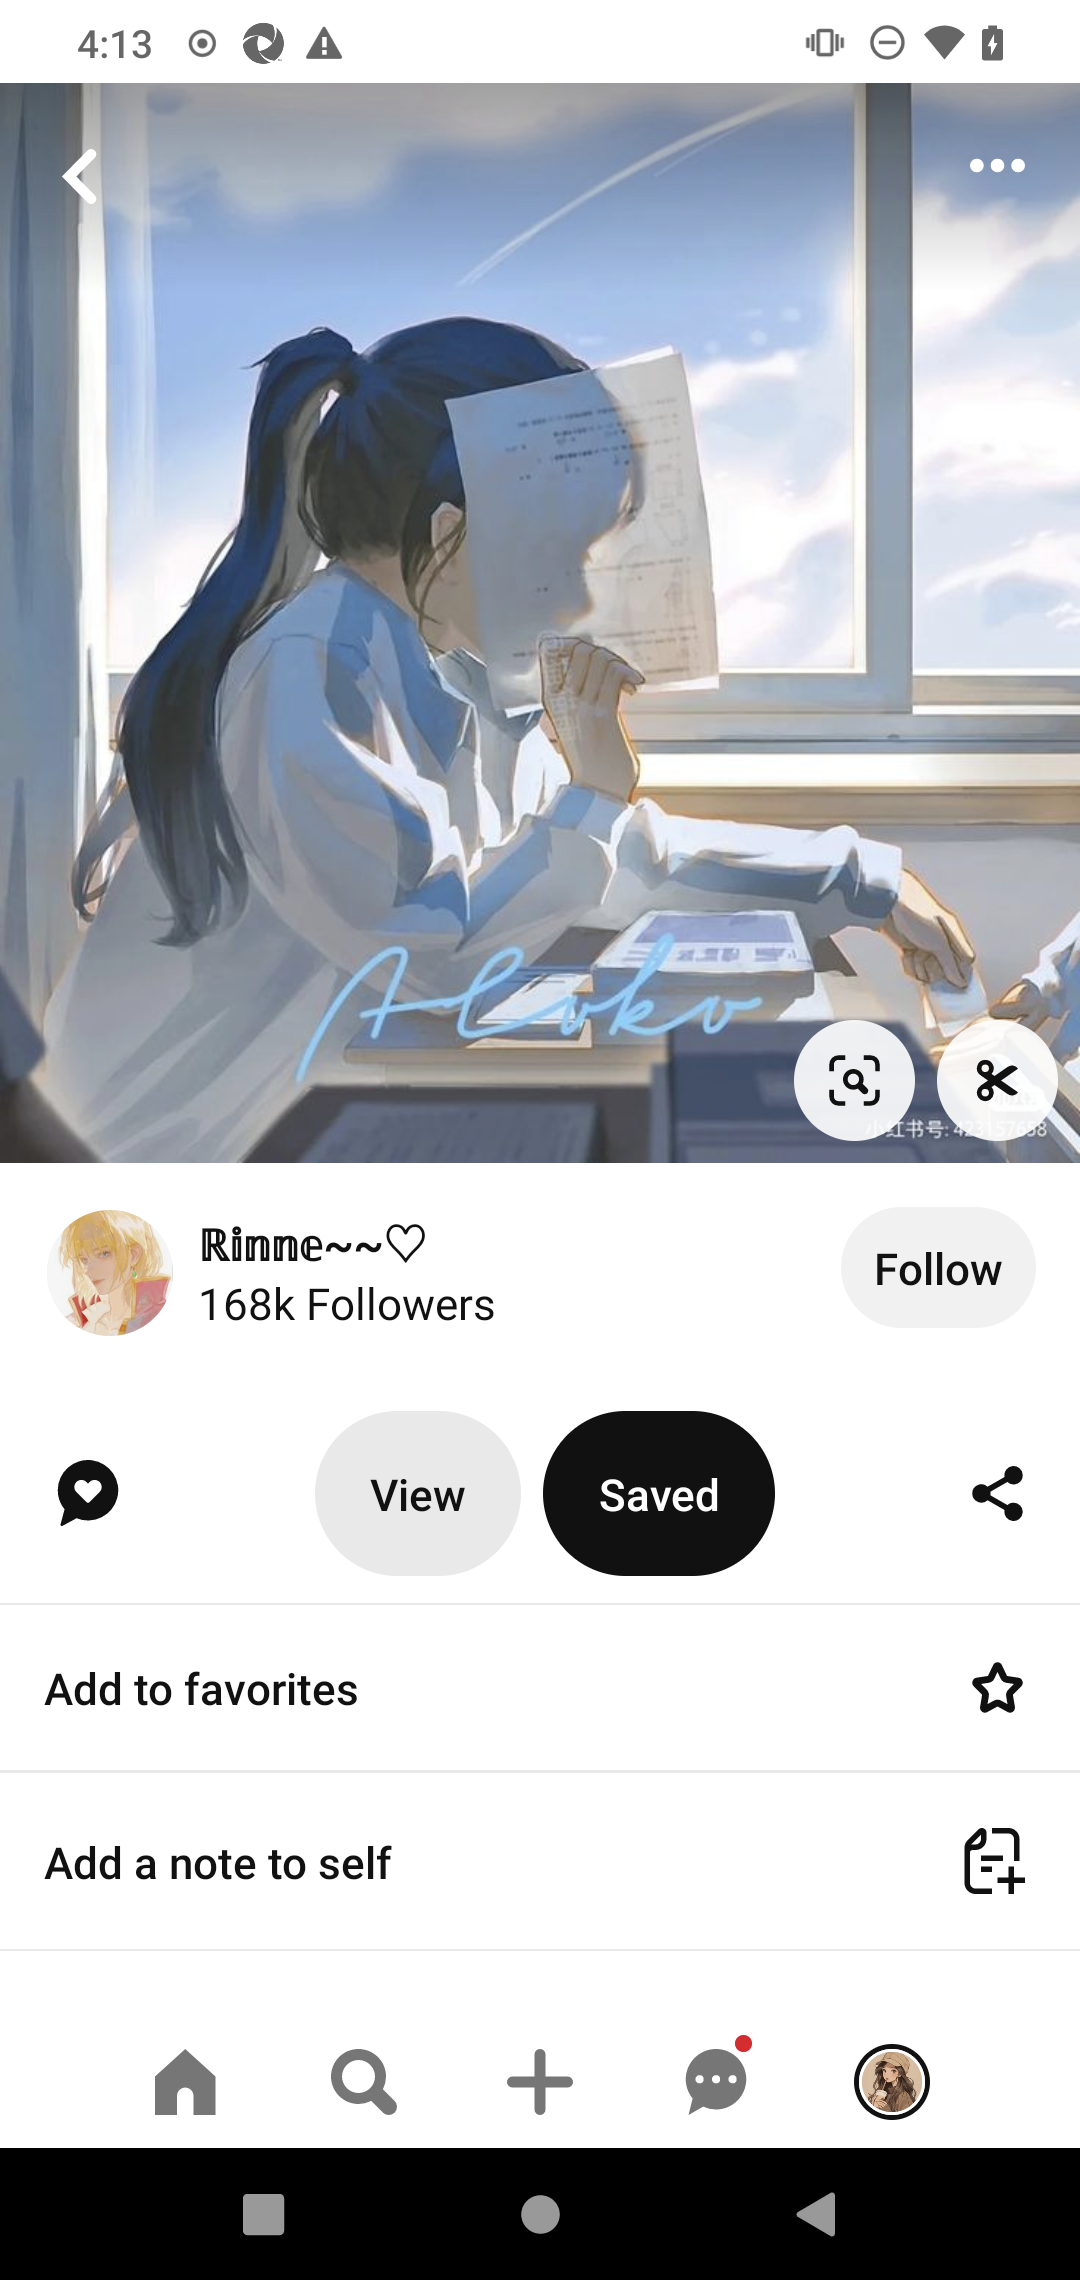 4:13
Aloko
小红书号: 423157658
ℝ𝕚𝕟𝕟𝕖~~♡
168k Followers
Follow
View
Saved
Add to favorites
Add a note to self